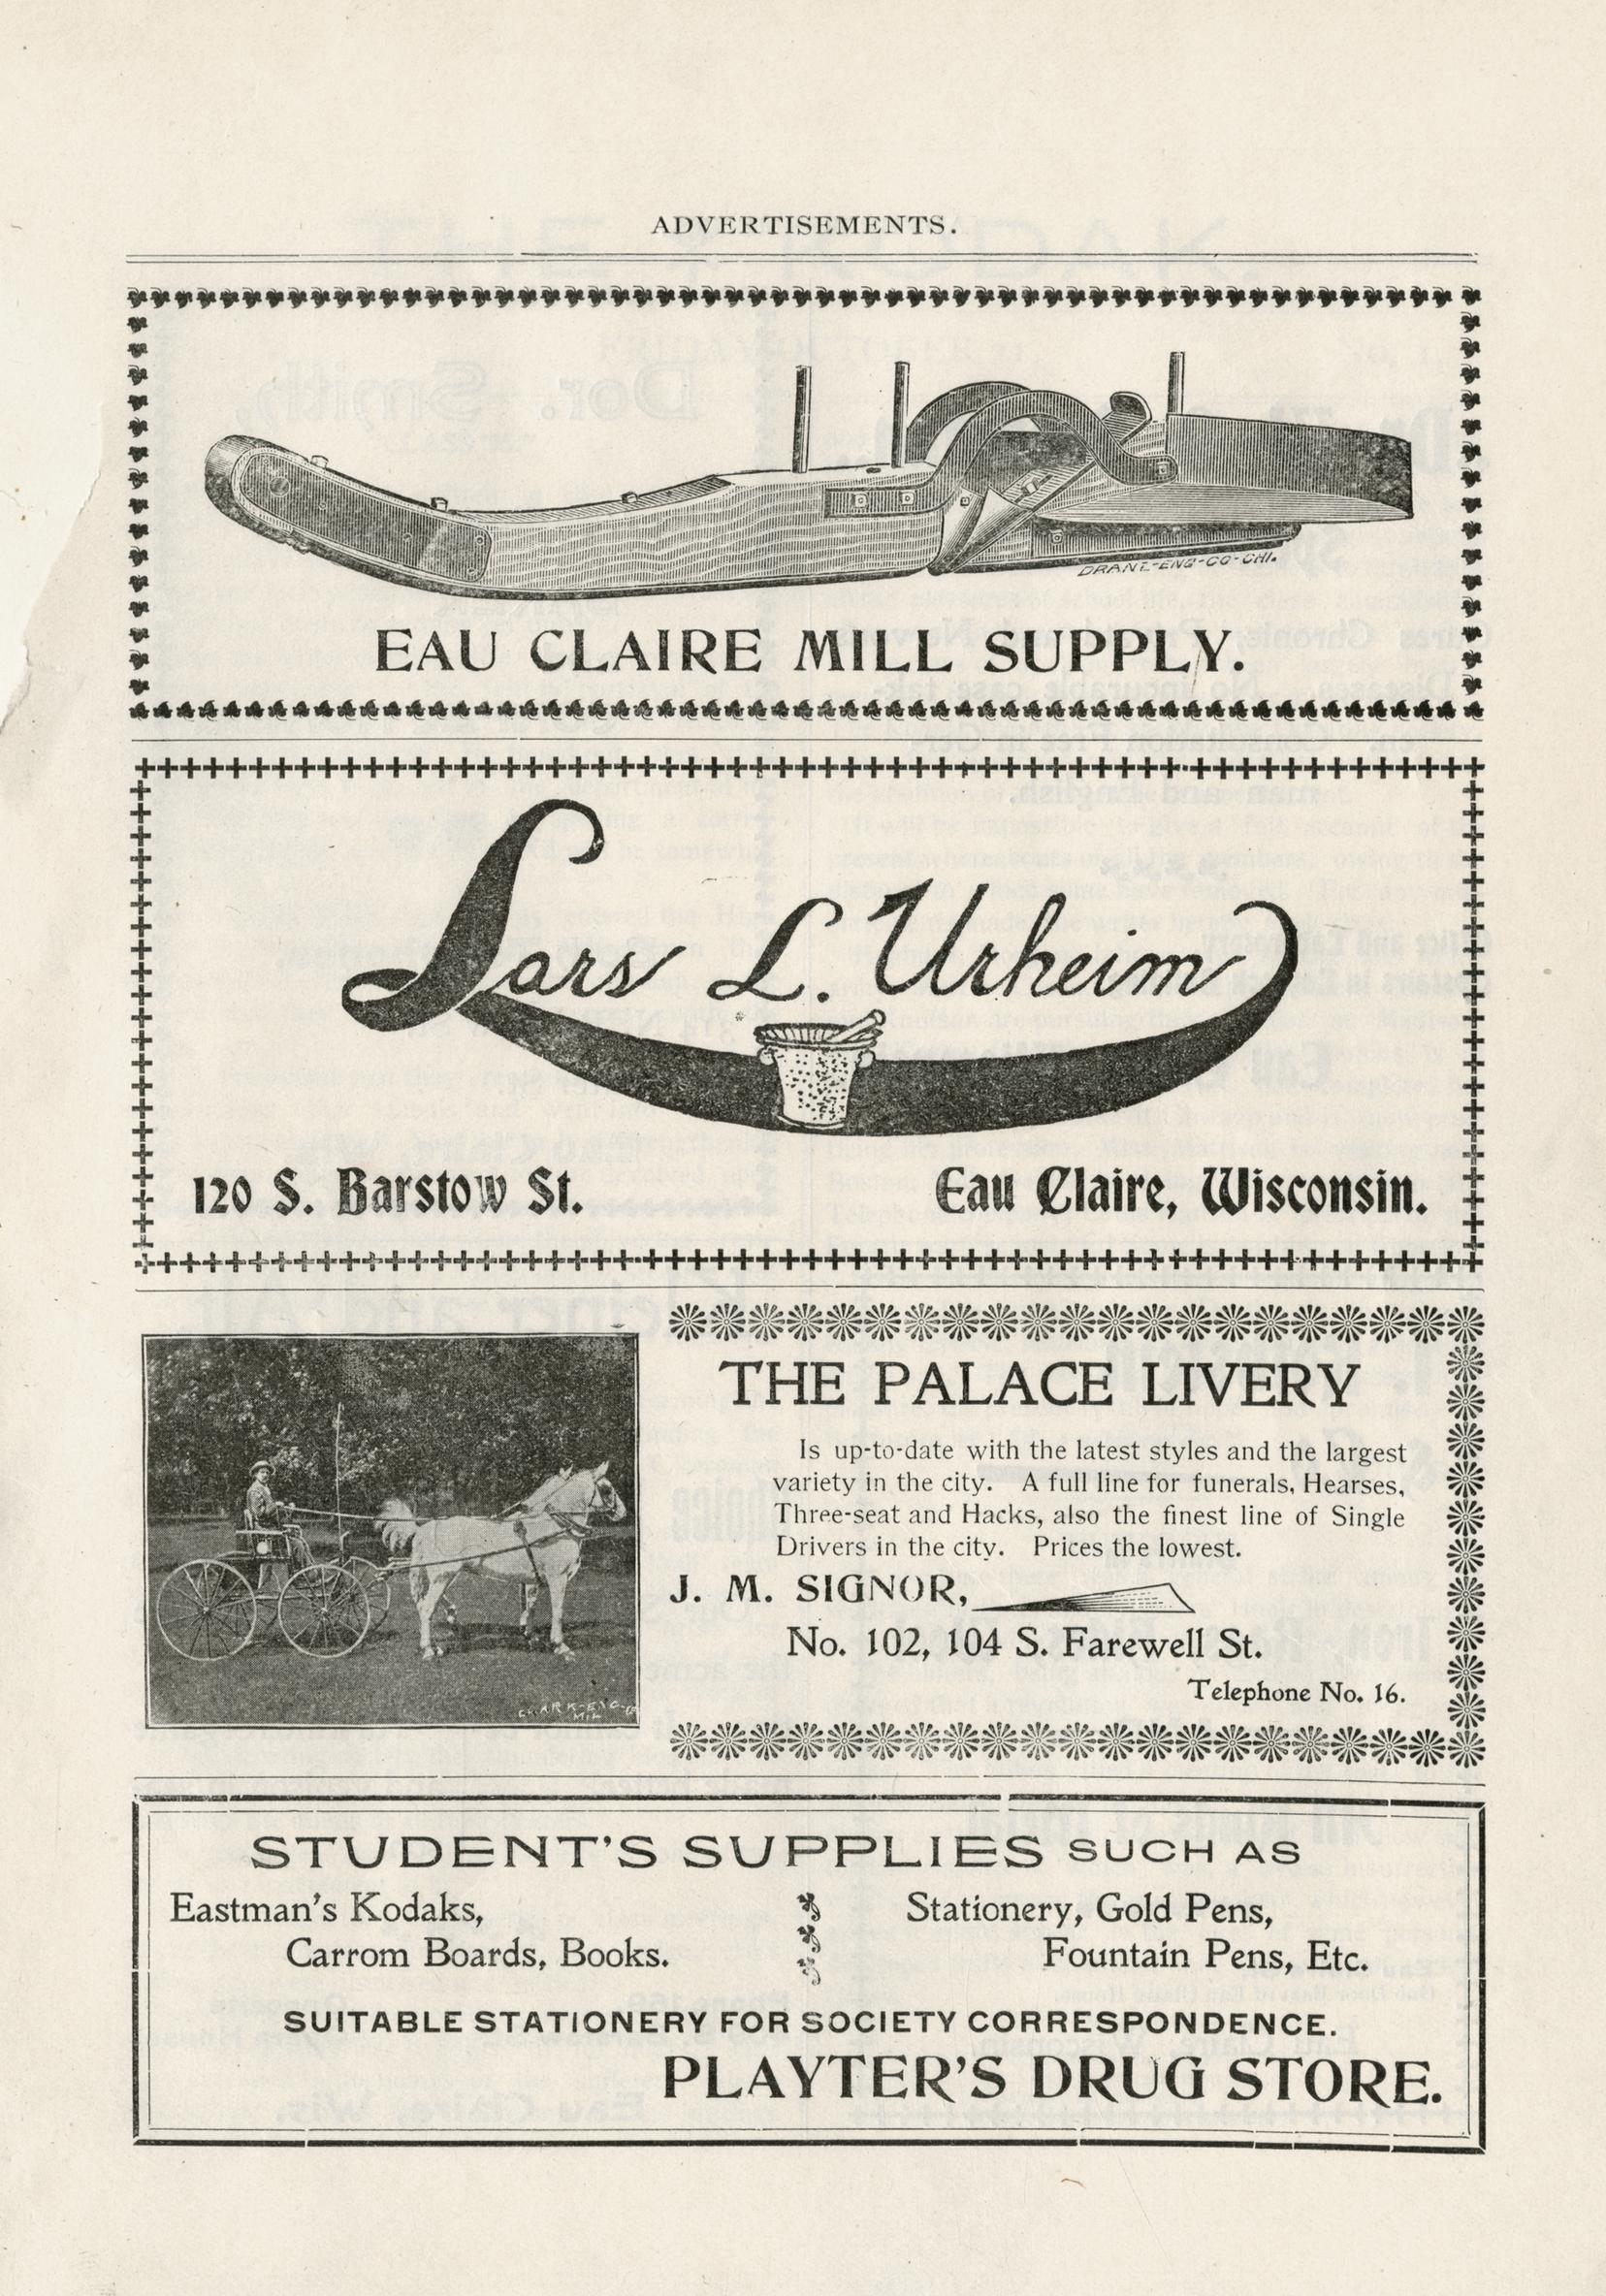 ADVERTISEMENTS.
DRANT-ENG-CO-CHI.
EAU CLAIRE MILL SUPPLY.
Lars L. Urheim
120 S. Barstow St. Eau Claire, Wisconsin.
THE PALACE LIVERY
Is up-to-date with the latest styles and the largest
variety in the city. A full line for funerals, Hearses,
Three-seat and Hacks, also the finest line of Single
Drivers in the city. Prices the lowest.
J. M. SIGNOR,
No. 102, 104 S. Farewell St.
Telephone No. 16.
CLARK-ENG-
MIL
STUDENT'S SUPPLIES SUCH AS
Eastman's Kodaks, Stationery, Gold Pens,
Carrom Boards, Books. Fountain Pens, Etc.
SUITABLE STATIONERY FOR SOCIETY CORRESPONDENCE.
PLAYTER'S DRUG STORE.